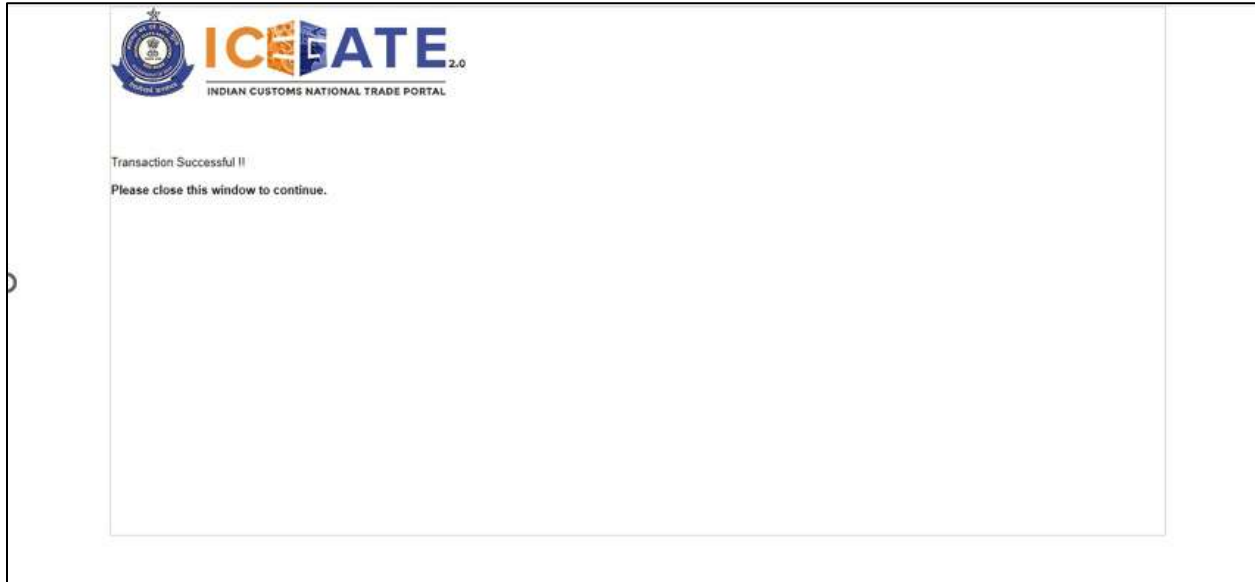 ICEGATE 2.0
INDIAN CUSTOMS NATIONAL TRADE PORTAL
Transaction Successful !!
Please close this window to continue.